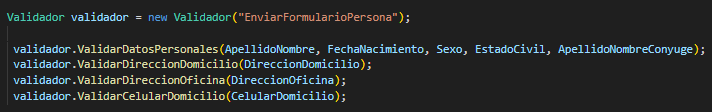 Validador validador = new Validador("EnviarFormularioPersona");
validador.ValidarDatosPersonales(ApellidoNombre, FechaNacimiento, Sexo, EstadoCivil, ApellidoNombreConyuge);
validador.ValidarDireccionDomicilio(DireccionDomicilio);
validador.ValidarDireccionOficina(DireccionOficina);
validador.ValidarCelularDomicilio(CelularDomicilio);